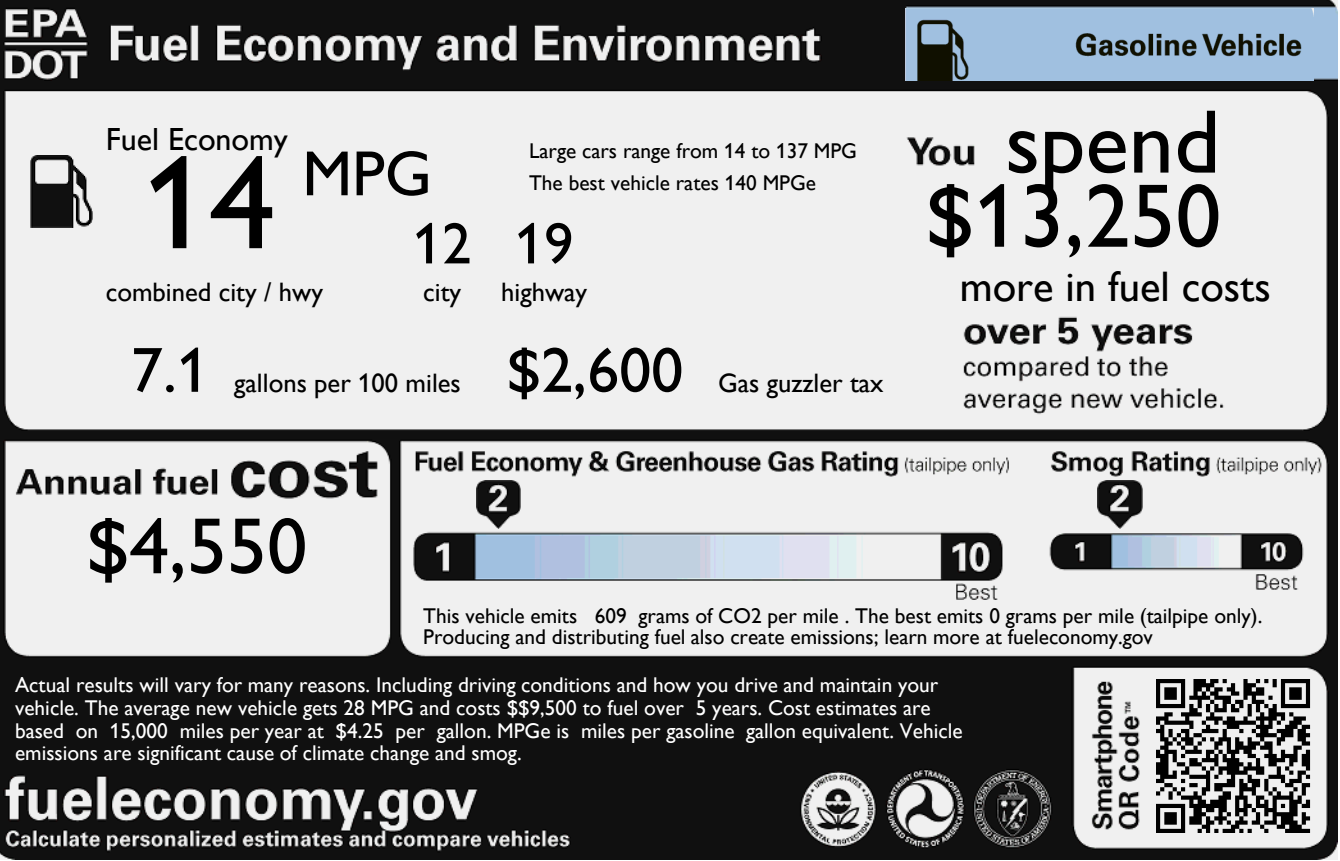 EPA
DOT
Fuel Economy and Environment
Gasoline Vehicle
Fuel Economy
14 MPG
combined city / hwy
12
city
19
highway
Large cars range from 14 to 137 MPG
The best vehicle rates 140 MPGe
7.1 gallons per 100 miles
$2,600 Gas guzzler tax
You spend
$13,250
more in fuel costs
over 5 years
compared to the
average new vehicle.
Annual fuel cost
$4,550
Fuel Economy & Greenhouse Gas Rating (tailpipe only)
2
1 10
Best
Smog Rating (tailpipe only)
2
1 10
Best
This vehicle emits 609 grams of CO2 per mile . The best emits 0 grams per mile (tailpipe only).
Producing and distributing fuel also create emissions; learn more at fueleconomy.gov
Actual results will vary for many reasons. Including driving conditions and how you drive and maintain your
vehicle. The average new vehicle gets 28 MPG and costs $$9,500 to fuel over 5 years. Cost estimates are
based on 15,000 miles per year at $4.25 per gallon. MPGe is miles per gasoline gallon equivalent. Vehicle
emissions are significant cause of climate change and smog.
fueleconomy.gov
Calculate personalized estimates and compare vehicles
Smartphone
QR Code™